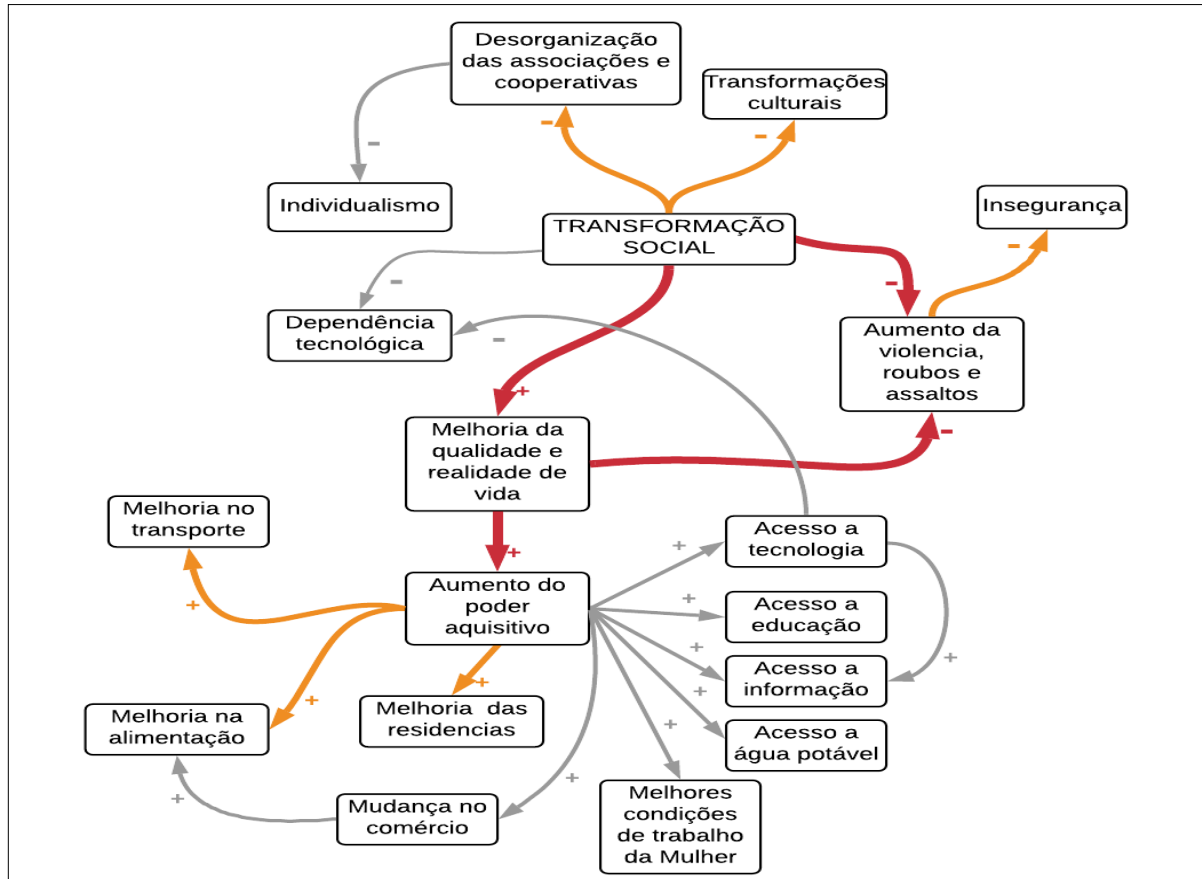 Desorganização
das associações e
cooperativas
Transformações
culturais
-
-
-
Individualismo
Insegurança
TRANSFORMAÇÃO
SOCIAL
-
-
-
Dependência
tecnológica
-
Aumento da
violencia,
roubos e
assaltos
+
-
Melhoria da
qualidade e
realidade de
vida
Melhoria no
transporte
+
Acesso a
tecnologia
+
Aumento do
poder
aquisitivo
+
Acesso a
educação
+
+
+
Acesso a
informação
+
+
+
+
Melhoria das
residencias
Melhoria na
alimentação
+
Acesso a
água potável
+
+
Mudança no
comércio
Melhores
condições
de trabalho
da Mulher